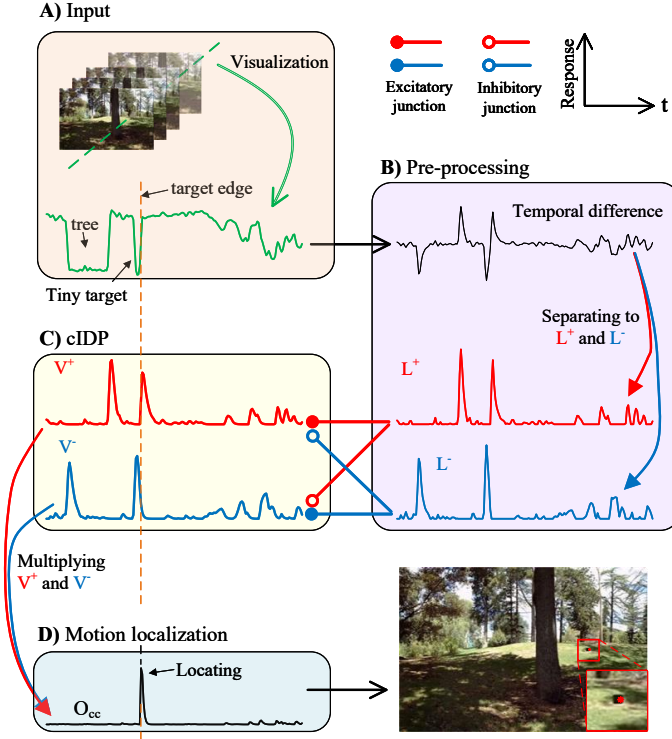 A) Input
Visualization
target edge
tree
Tiny target
Excitatory
junction
Inhibitory
junction
Response
t
B) Pre-processing
Temporal difference
Separating to
L+ and L-
L+
L-
C) cIDP
V+
V-
Multiplying
V+ and V-
D) Motion localization
Locating
Occ